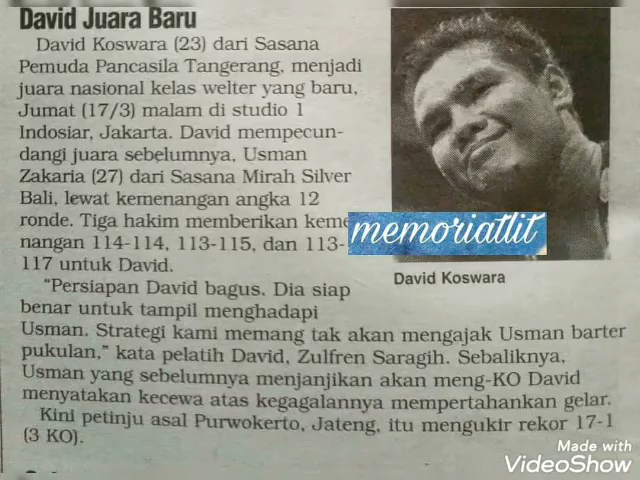 David Juara Baru
David Koswara (23) dari Sasana
Pemuda Pancasila Tangerang, menjadi
juara nasional kelas welter yang baru,
Jumat (17/3) malam di studio 1
Indosiar, Jakarta. David mempecun-
dangi juara sebelumnya, Usman
Zakaria (27) dari Sasana Mirah Silver
Bali, lewat kemenangan angka 12
ronde. Tiga hakim memberikan keme
nangan 114-114, 113-115, dan 113-
117 untuk David.
"Persiapan David bagus. Dia siap
benar untuk tampil menghadapi
Usman. Strategi kami memang tak akan mengajak Usman barter
pukulan," kata pelatih David, Zulfren Saragih. Sebaliknya,
Usman yang sebelumnya menjanjikan akan meng-KO David
menyatakan kecewa atas kegagalannya mempertahankan gelar.
Kini petinju asal Purwokerto, Jateng, itu mengukir rekor 17-1
(3 KO).
memoriatlit
David Koswara
Made with
VideoShow